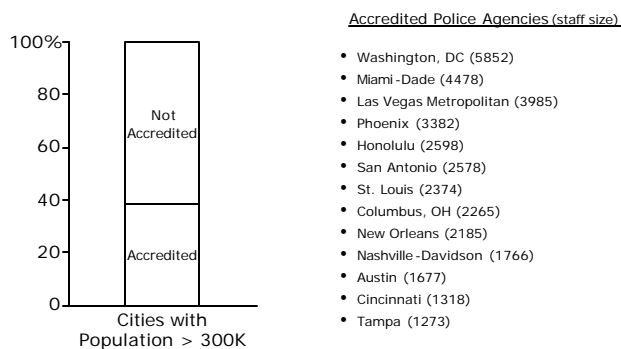 Accredited Police Agencies (staff size)
100%
80
60
40
20
0
Not
Accredited
Accredited
Cities with
Population > 300K
• Washington, DC (5852)
• Miami-Dade (4478)
• Las Vegas Metropolitan (3985)
• Phoenix (3382)
• Honolulu (2598)
• San Antonio (2578)
• St. Louis (2374)
• Columbus, OH (2265)
• New Orleans (2185)
• Nashville-Davidson (1766)
• Austin (1677)
• Cincinnati (1318)
• Tampa (1273)